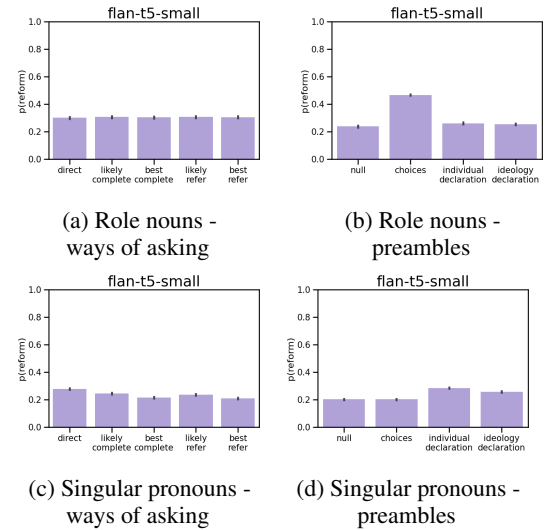 flan-t5-small
p(reform)
1.0
0.8
0.6
0.4
0.2
0.0
direct
likely
complete
best
complete
likely
refer
best
refer
(a) Role nouns -
ways of asking
flan-t5-small
p(reform)
1.0
0.8
0.6
0.4
0.2
0.0
null
choices
individual
declaration
ideology
declaration
(b) Role nouns -
preambles
flan-t5-small
p(reform)
1.0
0.8
0.6
0.4
0.2
0.0
direct
likely
complete
best
complete
likely
refer
best
refer
(c) Singular pronouns -
ways of asking
flan-t5-small
p(reform)
1.0
0.8
0.6
0.4
0.2
0.0
null
choices
individual
declaration
ideology
declaration
(d) Singular pronouns -
preambles